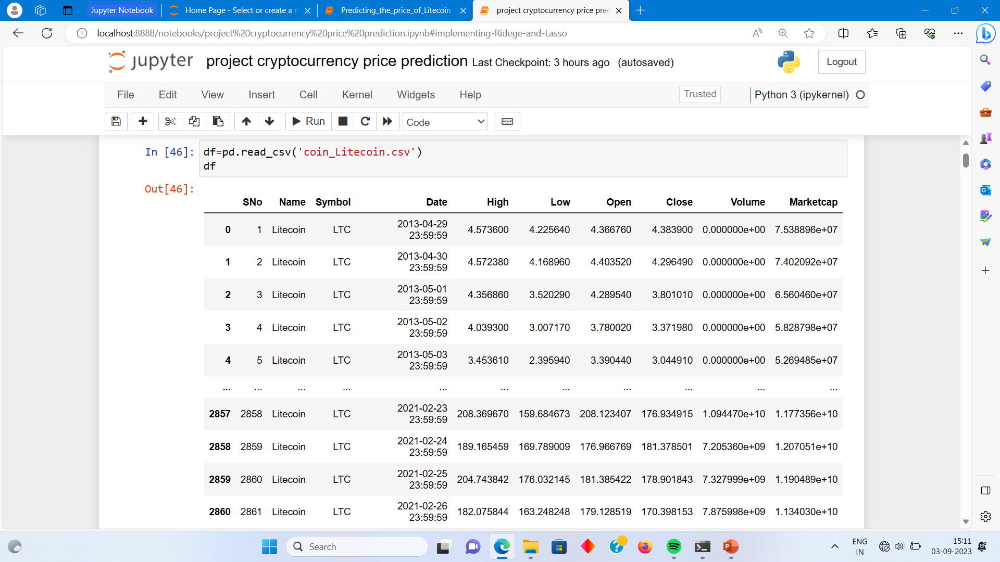 Jupyter Notebook
Home Page - Select or create a n
Predicting_the_price_of_Litecoin
project cryptocurrency price prec
localhost:8888/notebooks/project%20cryptocurrency%20price%20prediction.ipynb#implementing-Ridege-and-Lasso
jupyter project cryptocurrency price prediction Last Checkpoint: 3 hours ago (autosaved)
Logout
File Edit View Insert Cell Kernel Widgets Help
Trusted
Python 3 (ipykernel)
Run
Code
In [46]: df=pd.read_csv('coin_Litecoin.csv')
df
Out[46]:
SNo Name Symbol Date High Low Open Close Volume Marketcap
0 1 Litecoin LTC 2013-04-29 23:59:59 4.573600 4.225640 4.366760 4.383900 0.000000e+00 7.538896e+07
1 2 Litecoin LTC 2013-04-30 23:59:59 4.572380 4.168960 4.403520 4.296490 0.000000e+00 7.402092e+07
2 3 Litecoin LTC 2013-05-01 23:59:59 4.356860 3.520290 4.289540 3.801010 0.000000e+00 6.560460e+07
3 4 Litecoin LTC 2013-05-02 23:59:59 4.039300 3.007170 3.780020 3.371980 0.000000e+00 5.828798e+07
4 5 Litecoin LTC 2013-05-03 23:59:59 3.453610 2.395940 3.390440 3.044910 0.000000e+00 5.269485e+07
... ... ... ... ... ... ... ... ... ... ...
2857 2858 Litecoin LTC 2021-02-23 23:59:59 208.369670 159.684673 208.123407 176.934915 1.094470e+10 1.177356e+10
2858 2859 Litecoin LTC 2021-02-24 23:59:59 189.165459 169.789009 176.966769 181.378501 7.205360e+09 1.207051e+10
2859 2860 Litecoin LTC 2021-02-25 23:59:59 204.743842 176.032145 181.385422 178.901843 7.327999e+09 1.190489e+10
2860 2861 Litecoin LTC 2021-02-26 23:59:59 182.075844 163.248248 179.128519 170.398153 7.875998e+09 1.134030e+10
Search
ENG
IN
15:11
03-09-2023